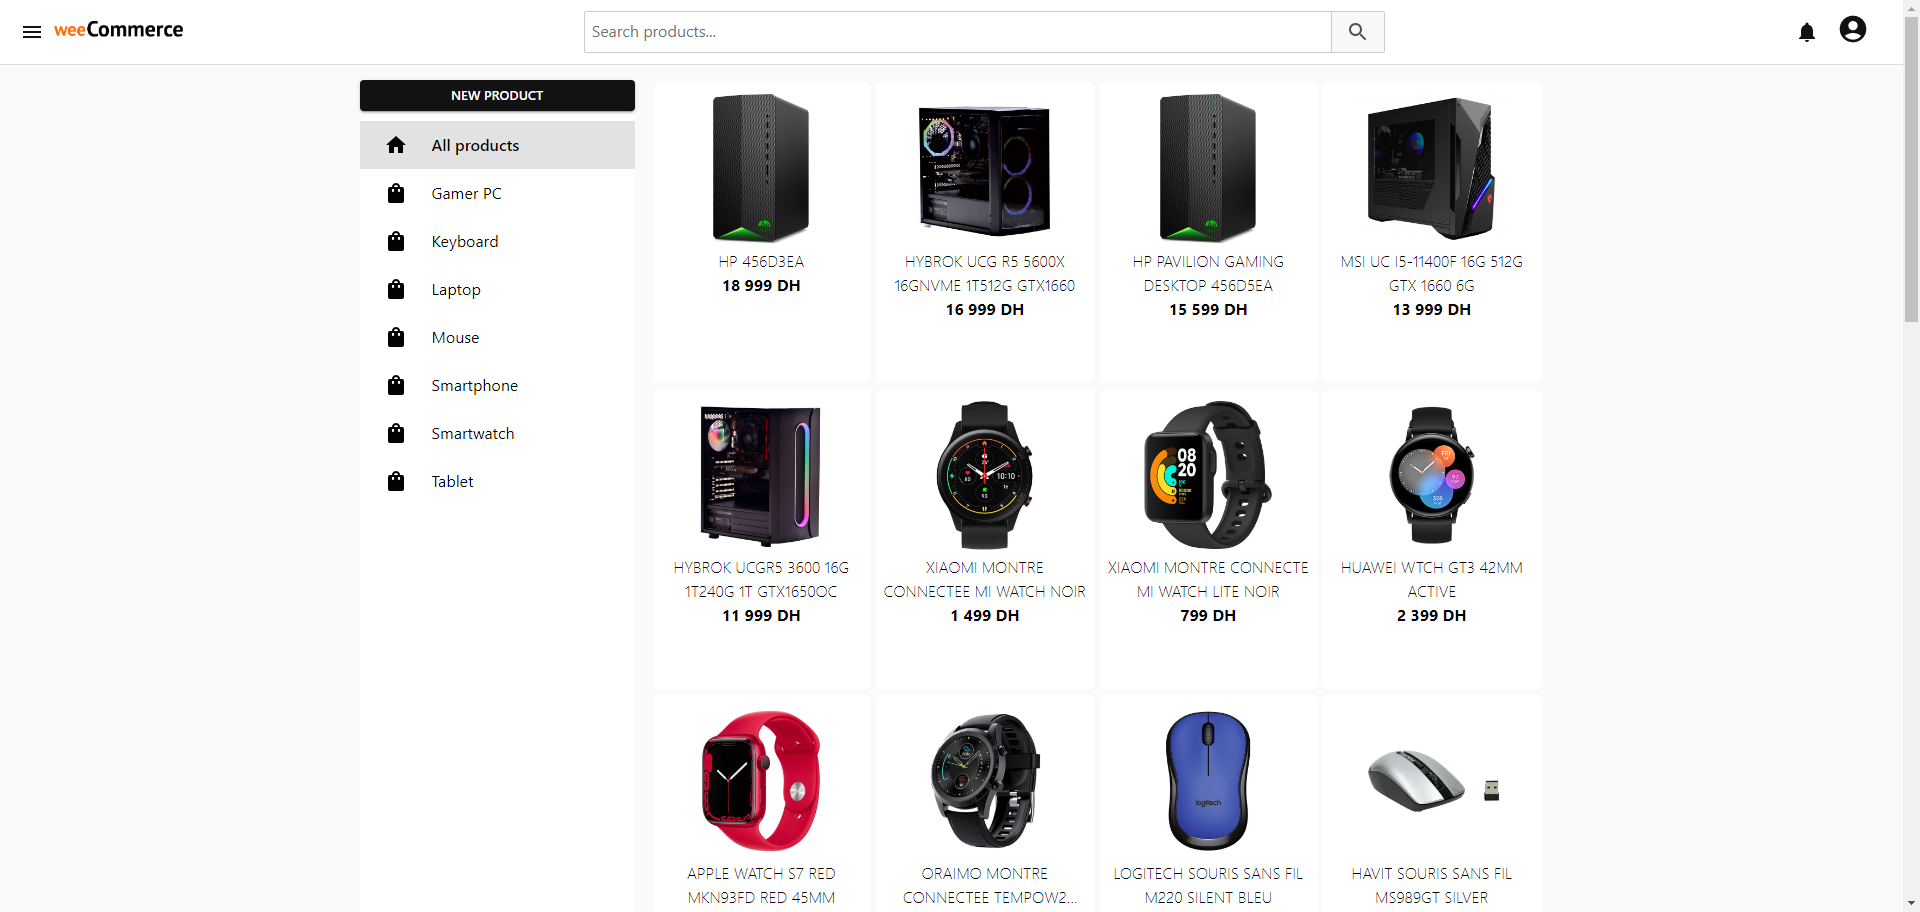 weeCommerce
Search products...
NEW PRODUCT
All products
Gamer PC
Keyboard
Laptop
Mouse
Smartphone
Smartwatch
Tablet
HP 456D3EA
18 999 DH
HYBROK UCG R5 5600X
16GNVME 1T512G GTX1660
16 999 DH
HP PAVILION GAMING
DESKTOP 456D5EA
15 599 DH
MSI UC I5-11400F 16G 512G
GTX 1660 6G
13 999 DH
HYBROK UCGR5 3600 16G
1T240G 1T GTX1650OC
11 999 DH
10:10
XIAOMI MONTRE
CONNECTEE MI WATCH NOIR
1 499 DH
08
20
XIAOMI MONTRE CONNECTE
MI WATCH LITE NOIR
799 DH
HUAWEI WTCH GT3 42MM
ACTIVE
2 399 DH
APPLE WATCH S7 RED
MKN93FD RED 45MM
ORAIMO MONTRE
CONNECTEE TEMPOW2...
logitech
LOGITECH SOURIS SANS FIL
M220 SILENT BLEU
HAVIT SOURIS SANS FIL
MS989GT SILVER